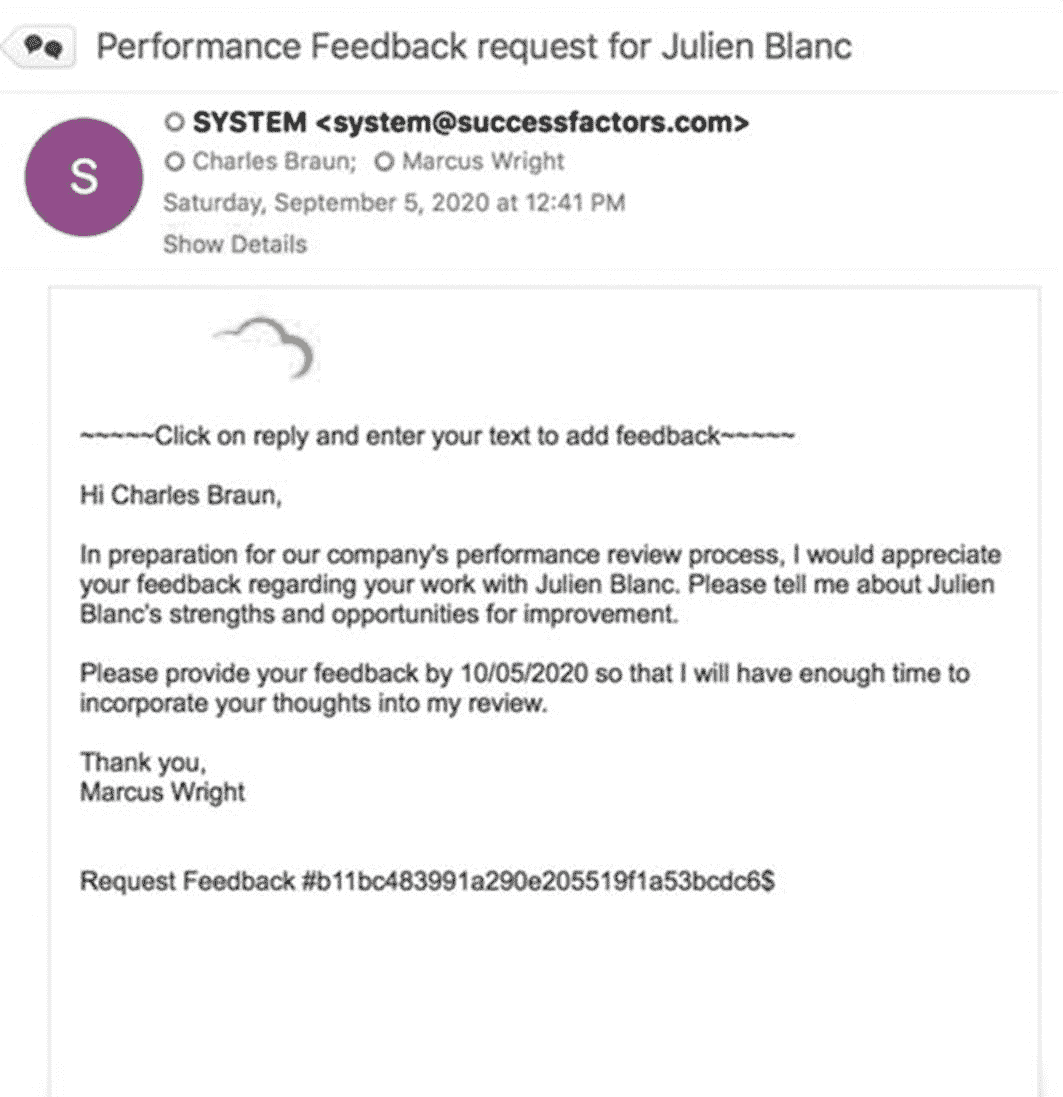 Performance Feedback request for Julien Blanc
SYSTEM <system@successfactors.com>
S
Charles Braun; Marcus Wright
Saturday, September 5, 2020 at 12:41 PM
Show Details
~~~~~Click on reply and enter your text to add feedback~~~~~
Hi Charles Braun,
In preparation for our company's performance review process, I would appreciate
your feedback regarding your work with Julien Blanc. Please tell me about Julien
Blanc's strengths and opportunities for improvement.
Please provide your feedback by 10/05/2020 so that I will have enough time to
incorporate your thoughts into my review.
Thank you,
Marcus Wright
Request Feedback #b11bc483991a290e205519f1a53bcdc6$